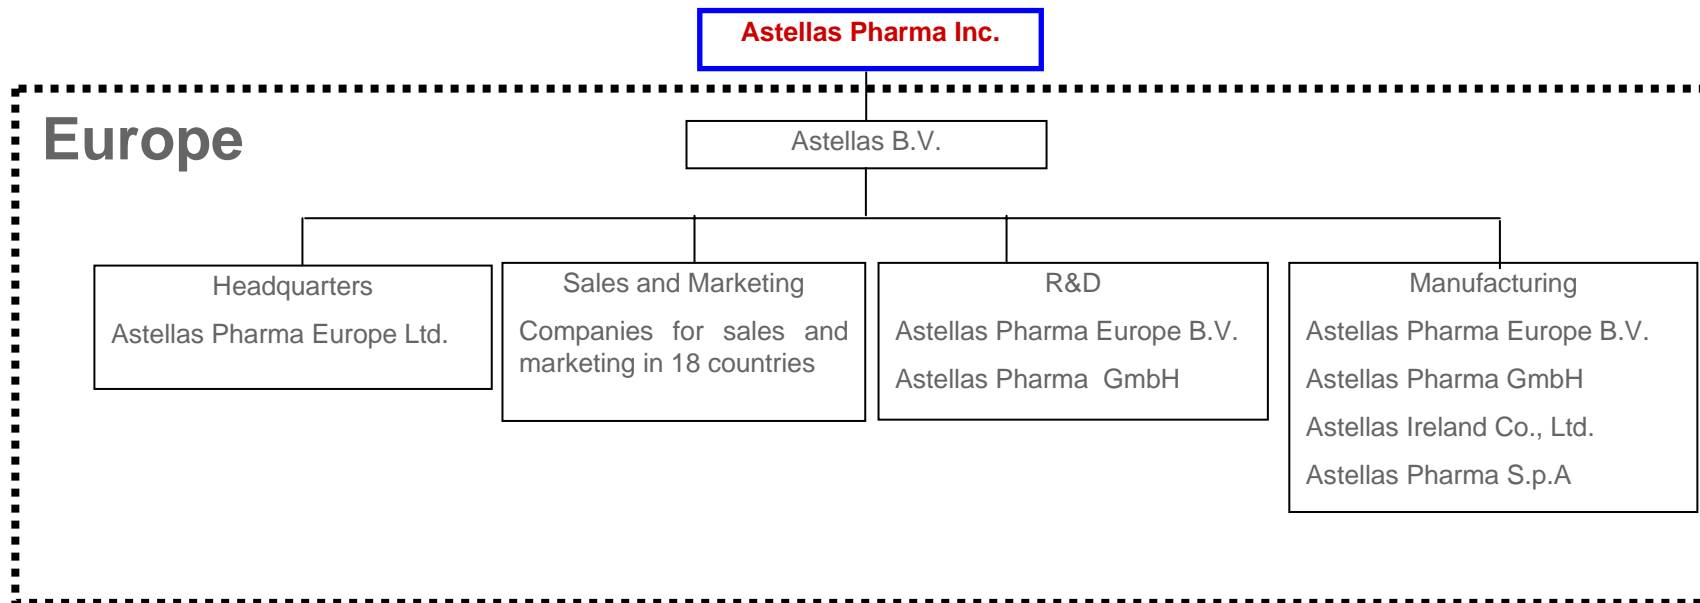 Astellas Pharma Inc.
Europe
Astellas B.V.
Headquarters
Astellas Pharma Europe Ltd.
Sales and Marketing
Companies for sales and
marketing in 18 countries
R&D
Astellas Pharma Europe B.V.
Astellas Pharma GmbH
Manufacturing
Astellas Pharma Europe B.V.
Astellas Pharma GmbH
Astellas Ireland Co., Ltd.
Astellas Pharma S.p.A